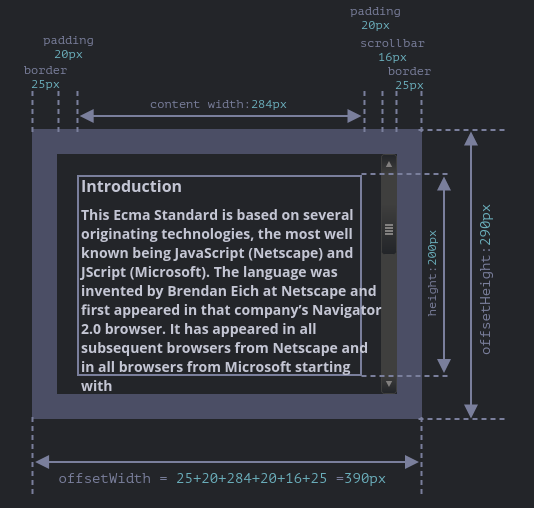 padding
20px
scrollbar
16px
padding
20px
border
25px
border
25px
content width:284px
Introduction
This Ecma Standard is based on several
originating technologies, the most well
known being JavaScript (Netscape) and
JScript (Microsoft). The language was
invented by Brendan Eich at Netscape and
first appeared in that company’s Navigator
2.0 browser. It has appeared in all
subsequent browsers from Netscape and
in all browsers from Microsoft starting
with
height:200px
offsetHeight:290px
offsetWidth = 25+20+284+20+16+25 =390px